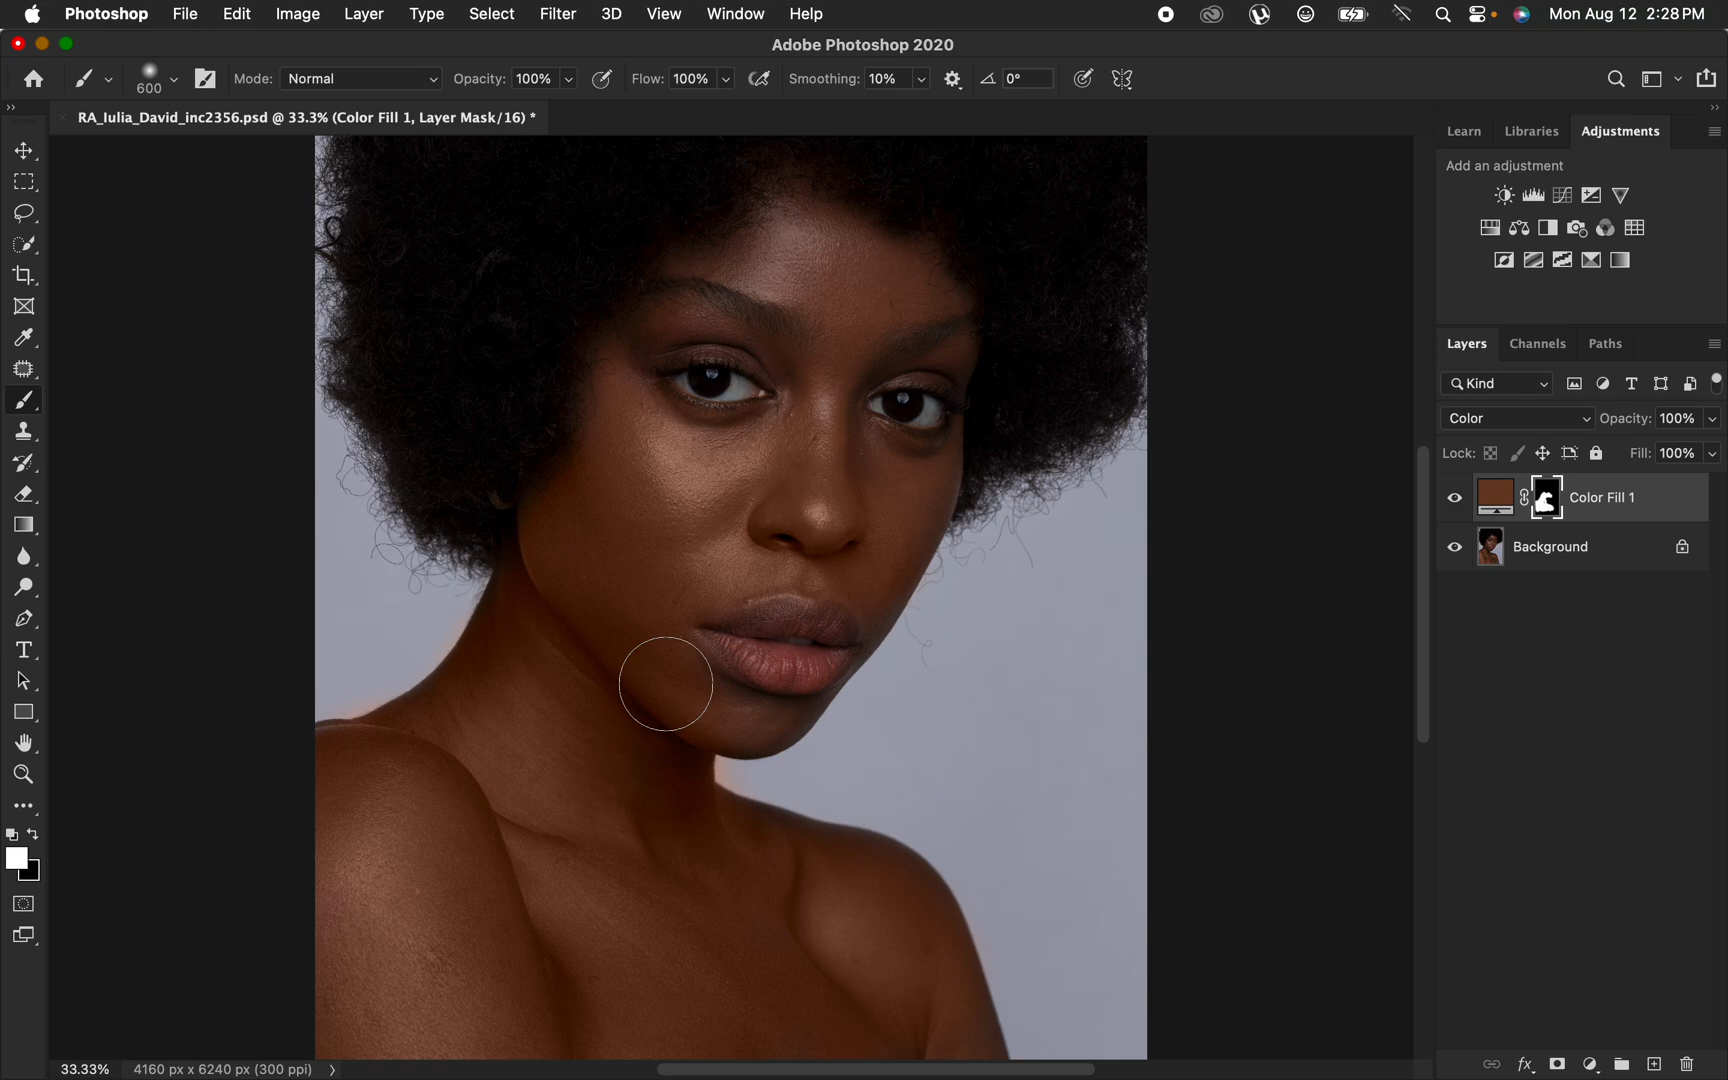 Photoshop File Edit Image Layer Type Select Filter 3D View Window Help Mon Aug 12 2:28 PM
Adobe Photoshop 2020
600 Mode: Normal Opacity: 100% Flow: 100% Smoothing: 10% 0°
RA_Iulia_David_inc2356.psd @ 33.3% (Color Fill 1, Layer Mask/16) *
Learn Libraries Adjustments
Add an adjustment
Layers Channels Paths
Kind
Color Opacity: 100%
Lock: Fill: 100%
Color Fill 1
Background
33.33% 4160 px x 6240 px (300 ppi)